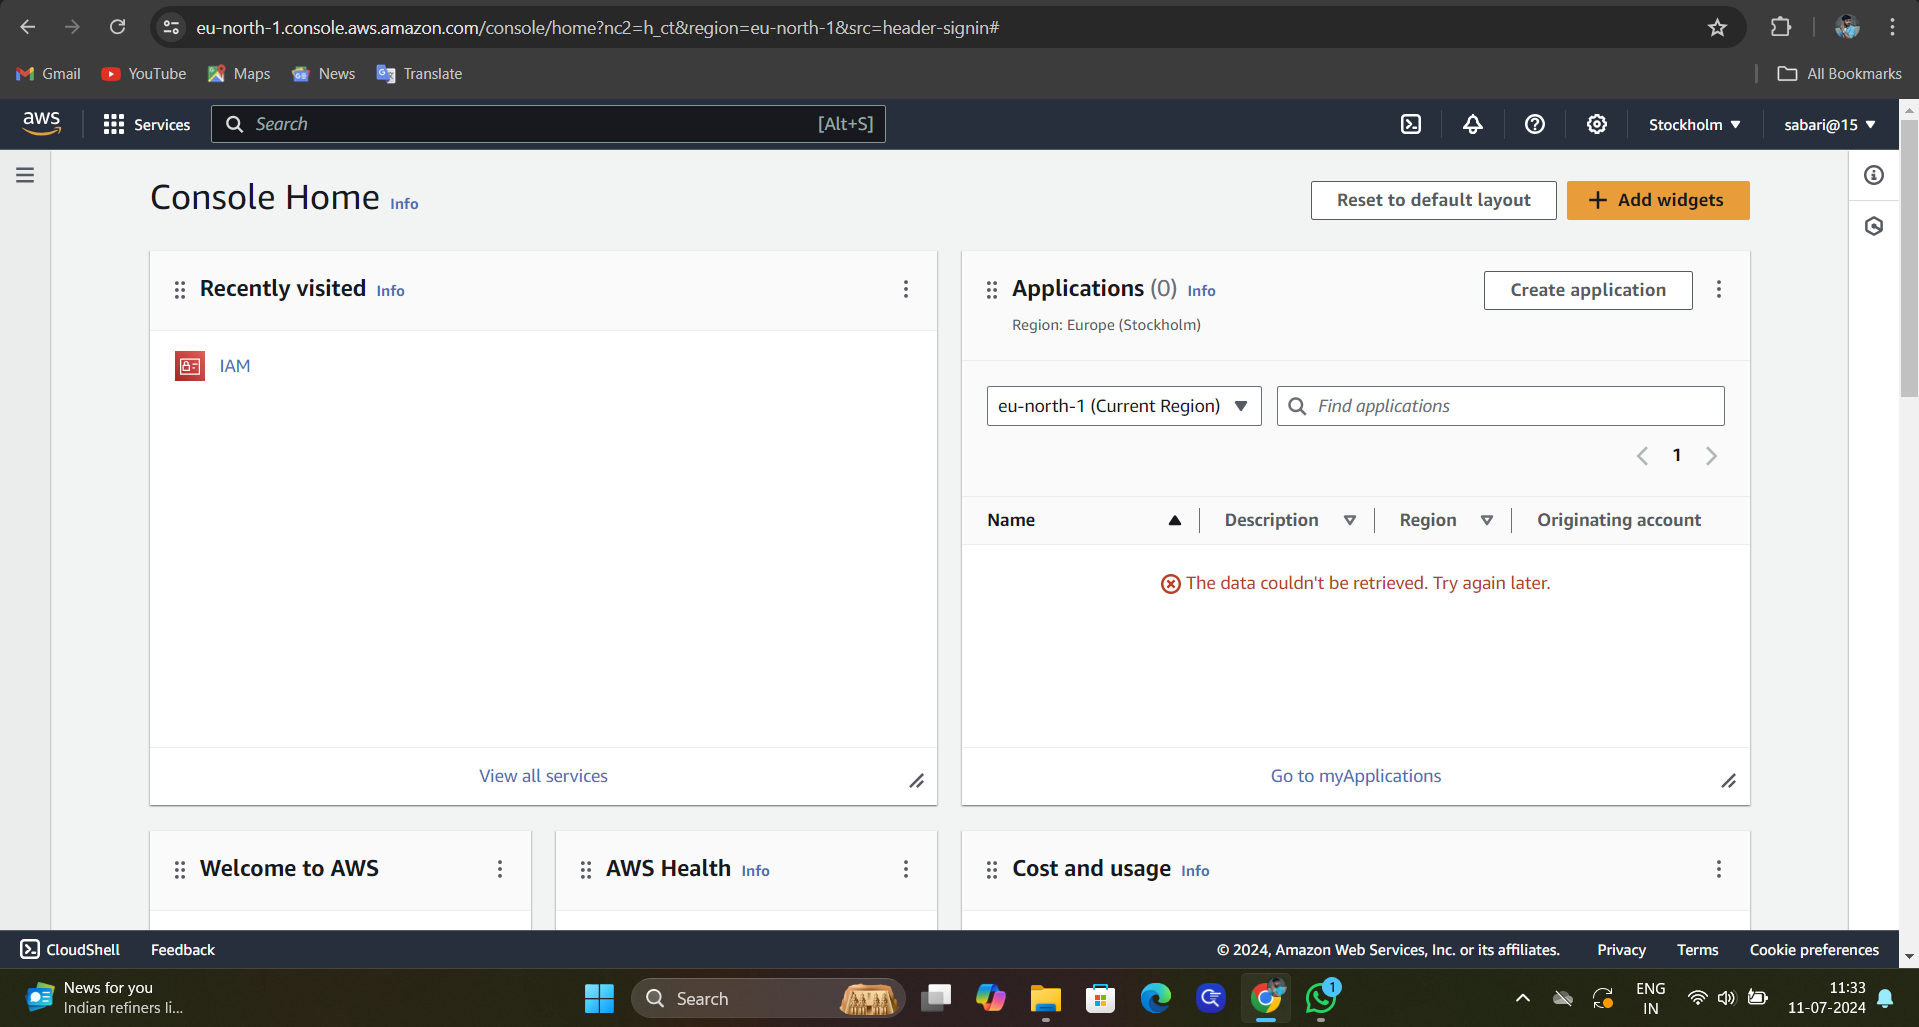 eu-north-1.console.aws.amazon.com/console/home?nc2=h_ct&region=eu-north-1&src=header-signin#
Gmail YouTube Maps News Translate All Bookmarks
aws Services Search [Alt+S] Stockholm sabari@15
Console Home Info Reset to default layout Add widgets
Recently visited Info
IAM
View all services
Applications (0) Info Create application
Region: Europe (Stockholm)
eu-north-1 (Current Region) Find applications
1
Name Description Region Originating account
The data couldn't be retrieved. Try again later.
Go to myApplications
Welcome to AWS
AWS Health Info
Cost and usage Info
CloudShell Feedback © 2024, Amazon Web Services, Inc. or its affiliates. Privacy Terms Cookie preferences
News for you
Indian refiners li...
Search
1
ENG
IN
11:33
11-07-2024